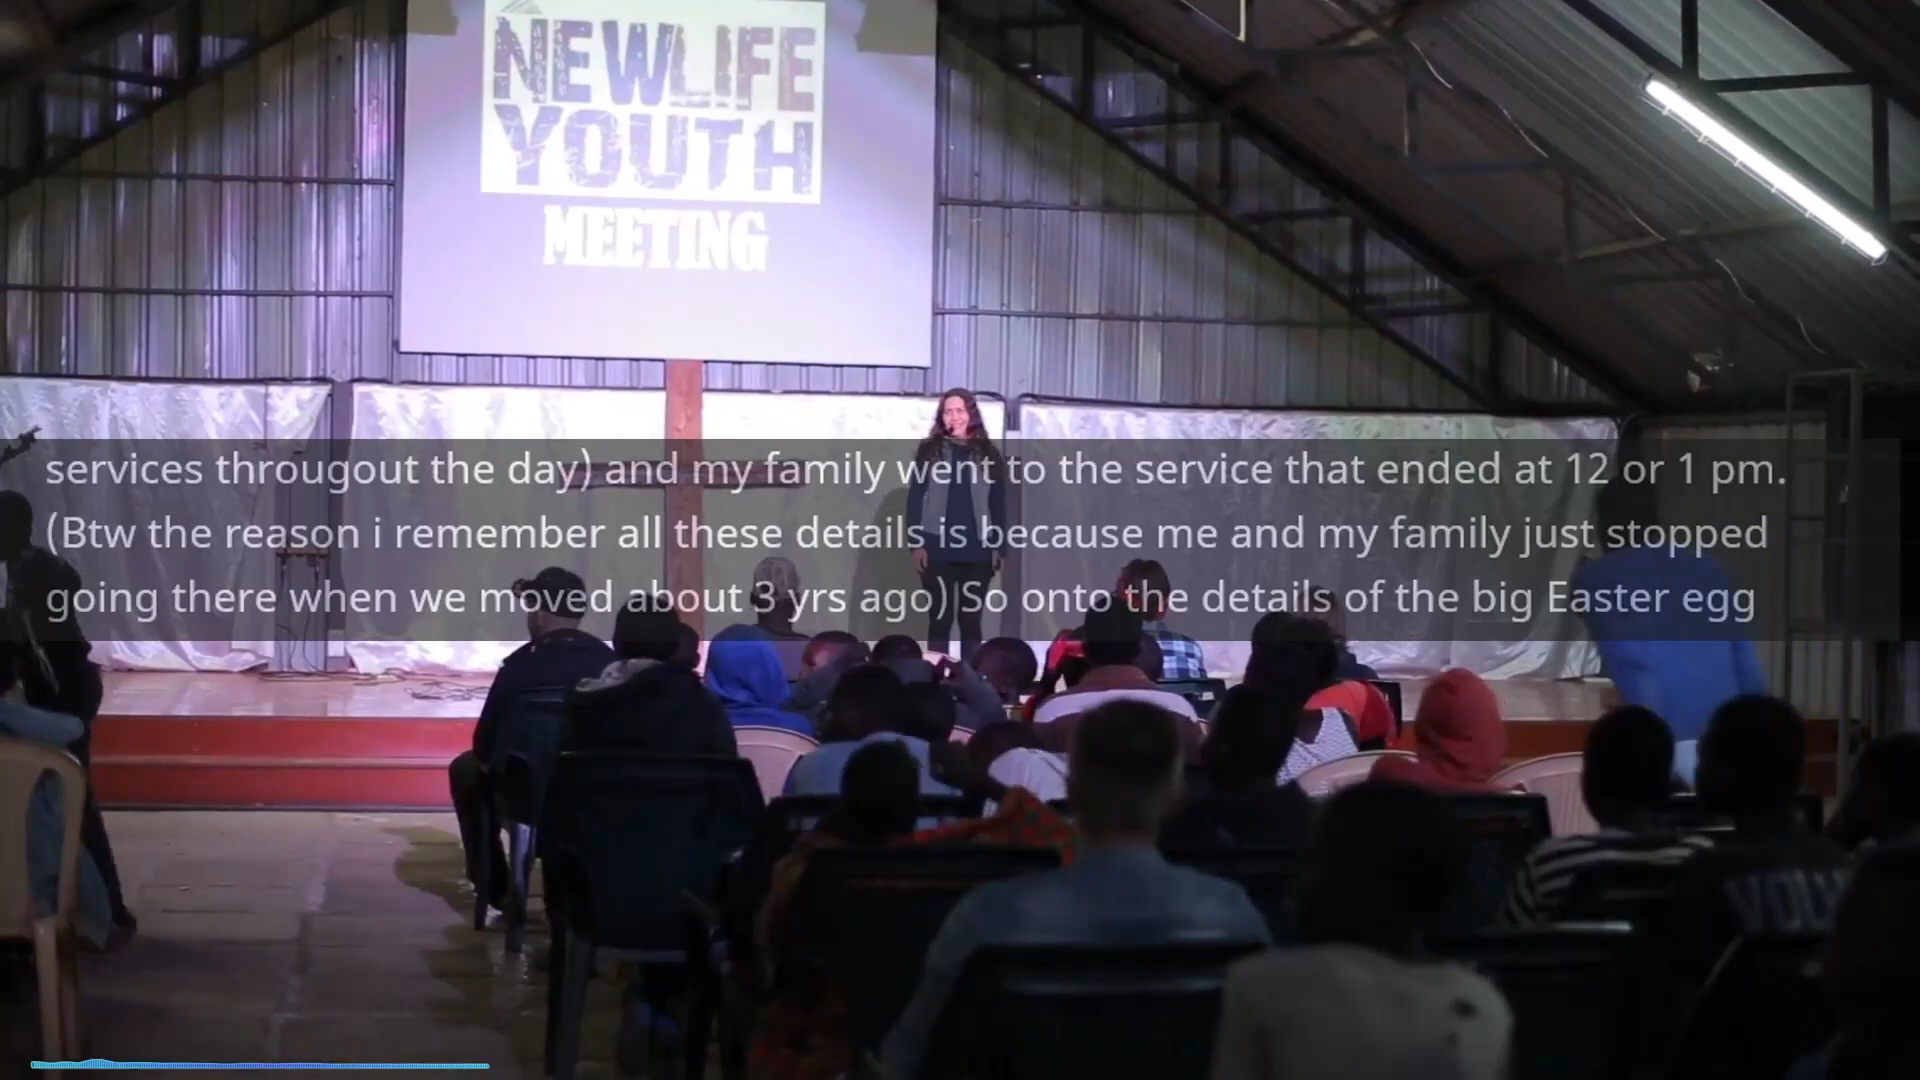 NEWLIFE
YOUTH
MEETING
services througout the day) and my family went to the service that ended at 12 or 1 pm.
(Btw the reason i remember all these details is because me and my family just stopped
going there when we moved about 3 yrs ago) So onto the details of the big Easter egg